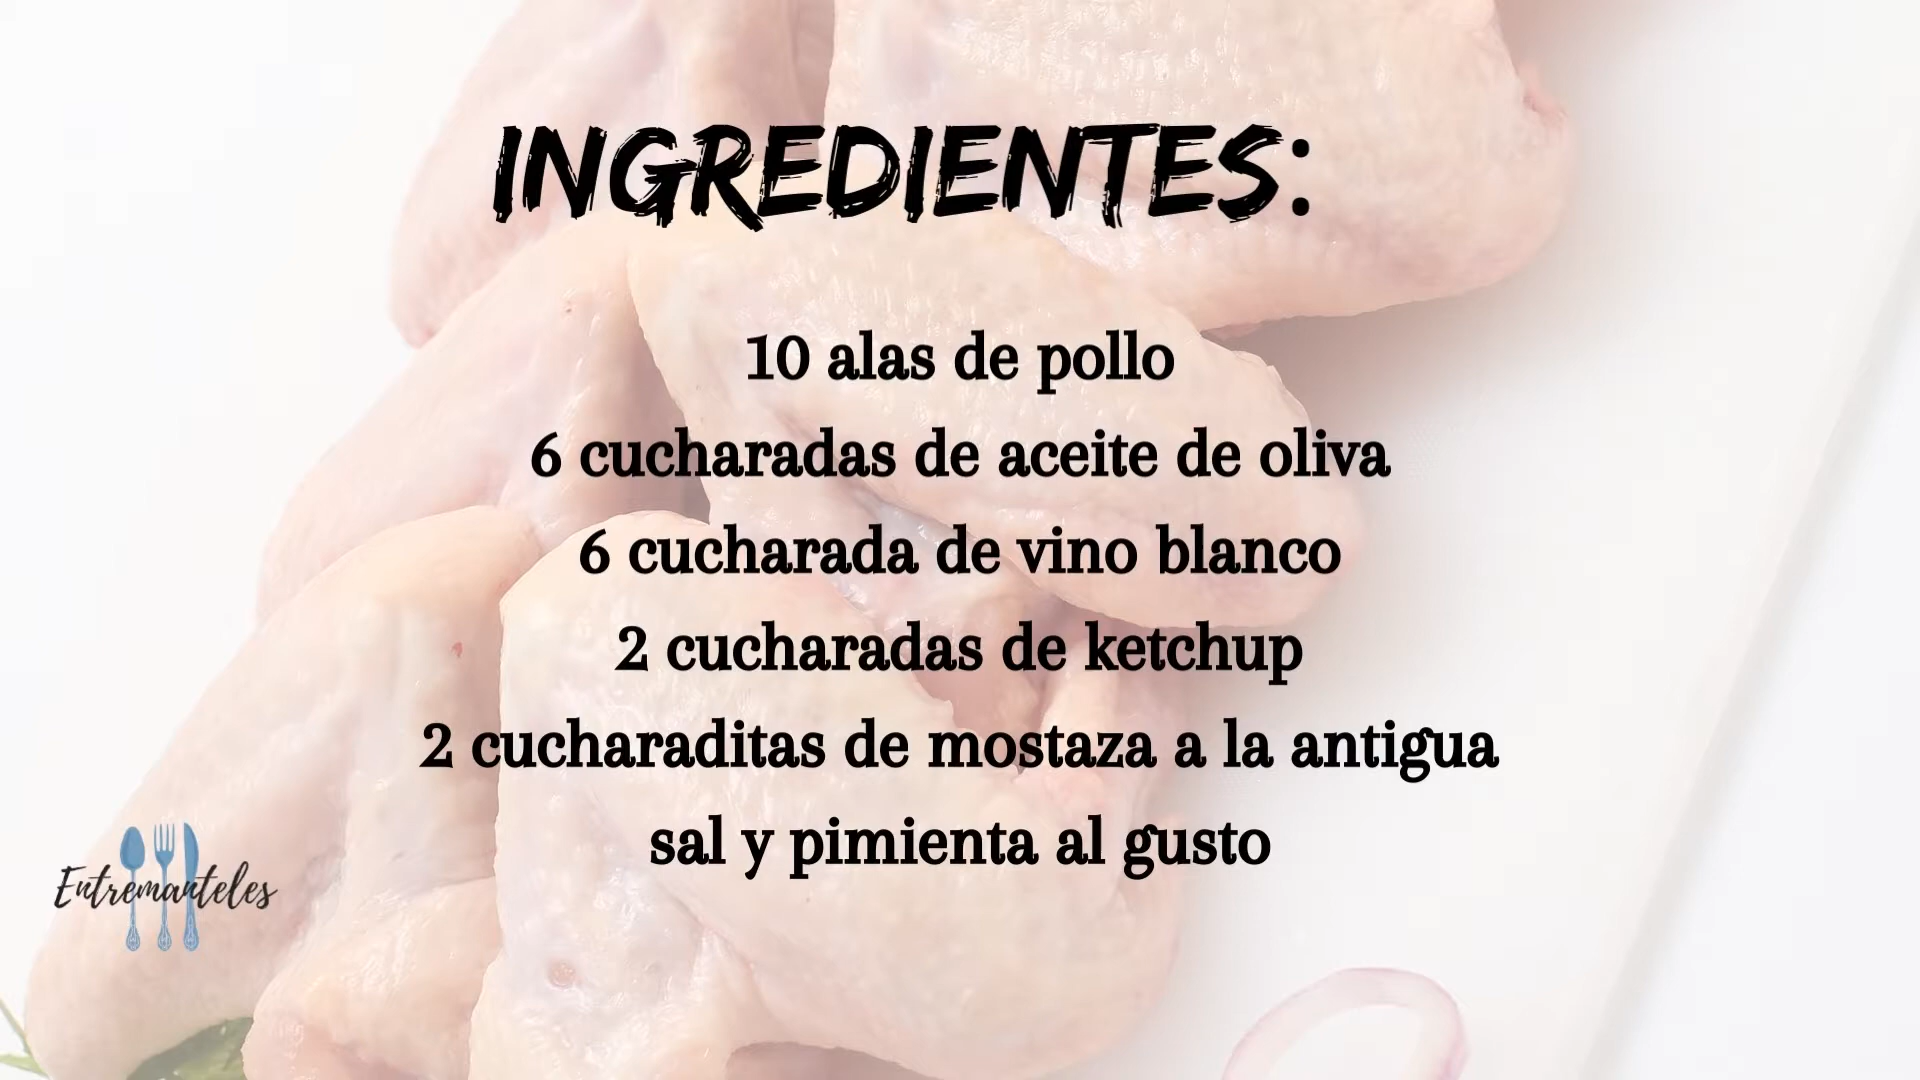 INGREDIENTES:
10 alas de pollo
6 cucharadas de aceite de oliva
6 cucharada de vino blanco
2 cucharadas de ketchup
2 cucharaditas de mostaza a la antigua
sal y pimienta al gusto
Entremanteles